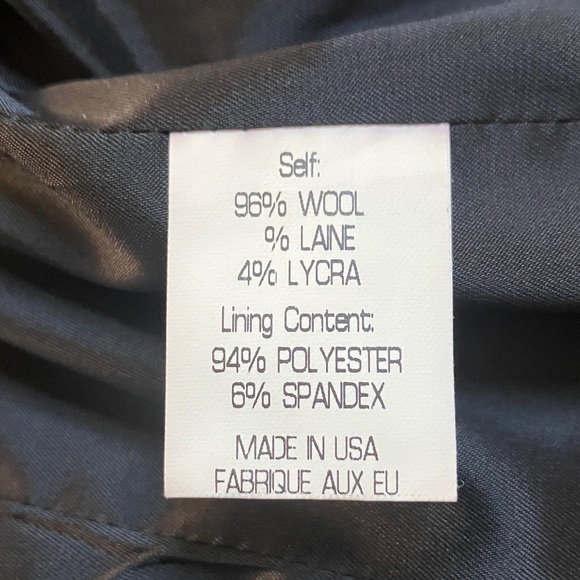 Self:
96% WOOL
% LAINE
4% LYCRA
Lining Content:
94% POLYESTER
6% SPANDEX
MADE IN USA
FABRIQUE AUX EU